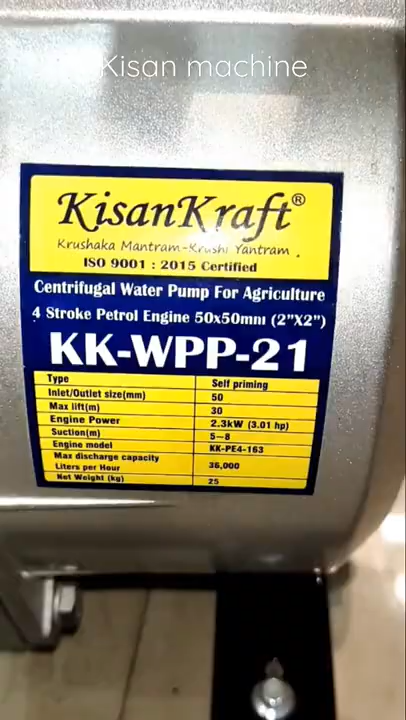 Kisan machine
KisanKraft®
Krushaka Mantram-Krushi Yantram
ISO 9001 : 2015 Certified
Centrifugal Water Pump For Agriculture
4 Stroke Petrol Engine 50x50mm (2"X2")
KK-WPP-21
Type Self priming
Inlet/Outlet size(mm) 50
Max lift(m) 30
Engine Power 2.3kW (3.01 hp)
Suction(m) 5-8
Engine model KK-PE4-163
Max discharge capacity
Liters per Hour 36,000
Net Weight (kg) 25